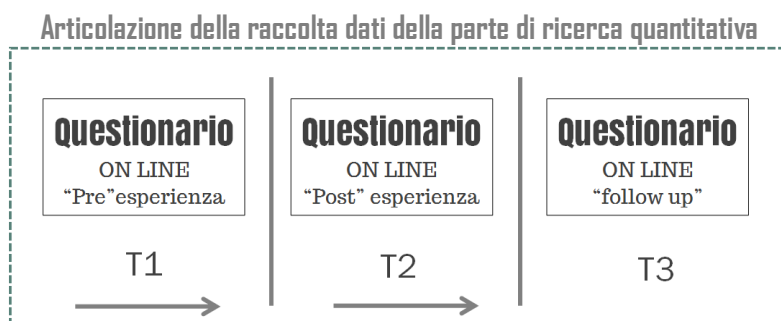 Articolazione della raccolta dati della parte di ricerca quantitativa
Questionario
ON LINE
“Pre”esperienza
T1
Questionario
ON LINE
“Post” esperienza
T2
Questionario
ON LINE
“follow up”
T3